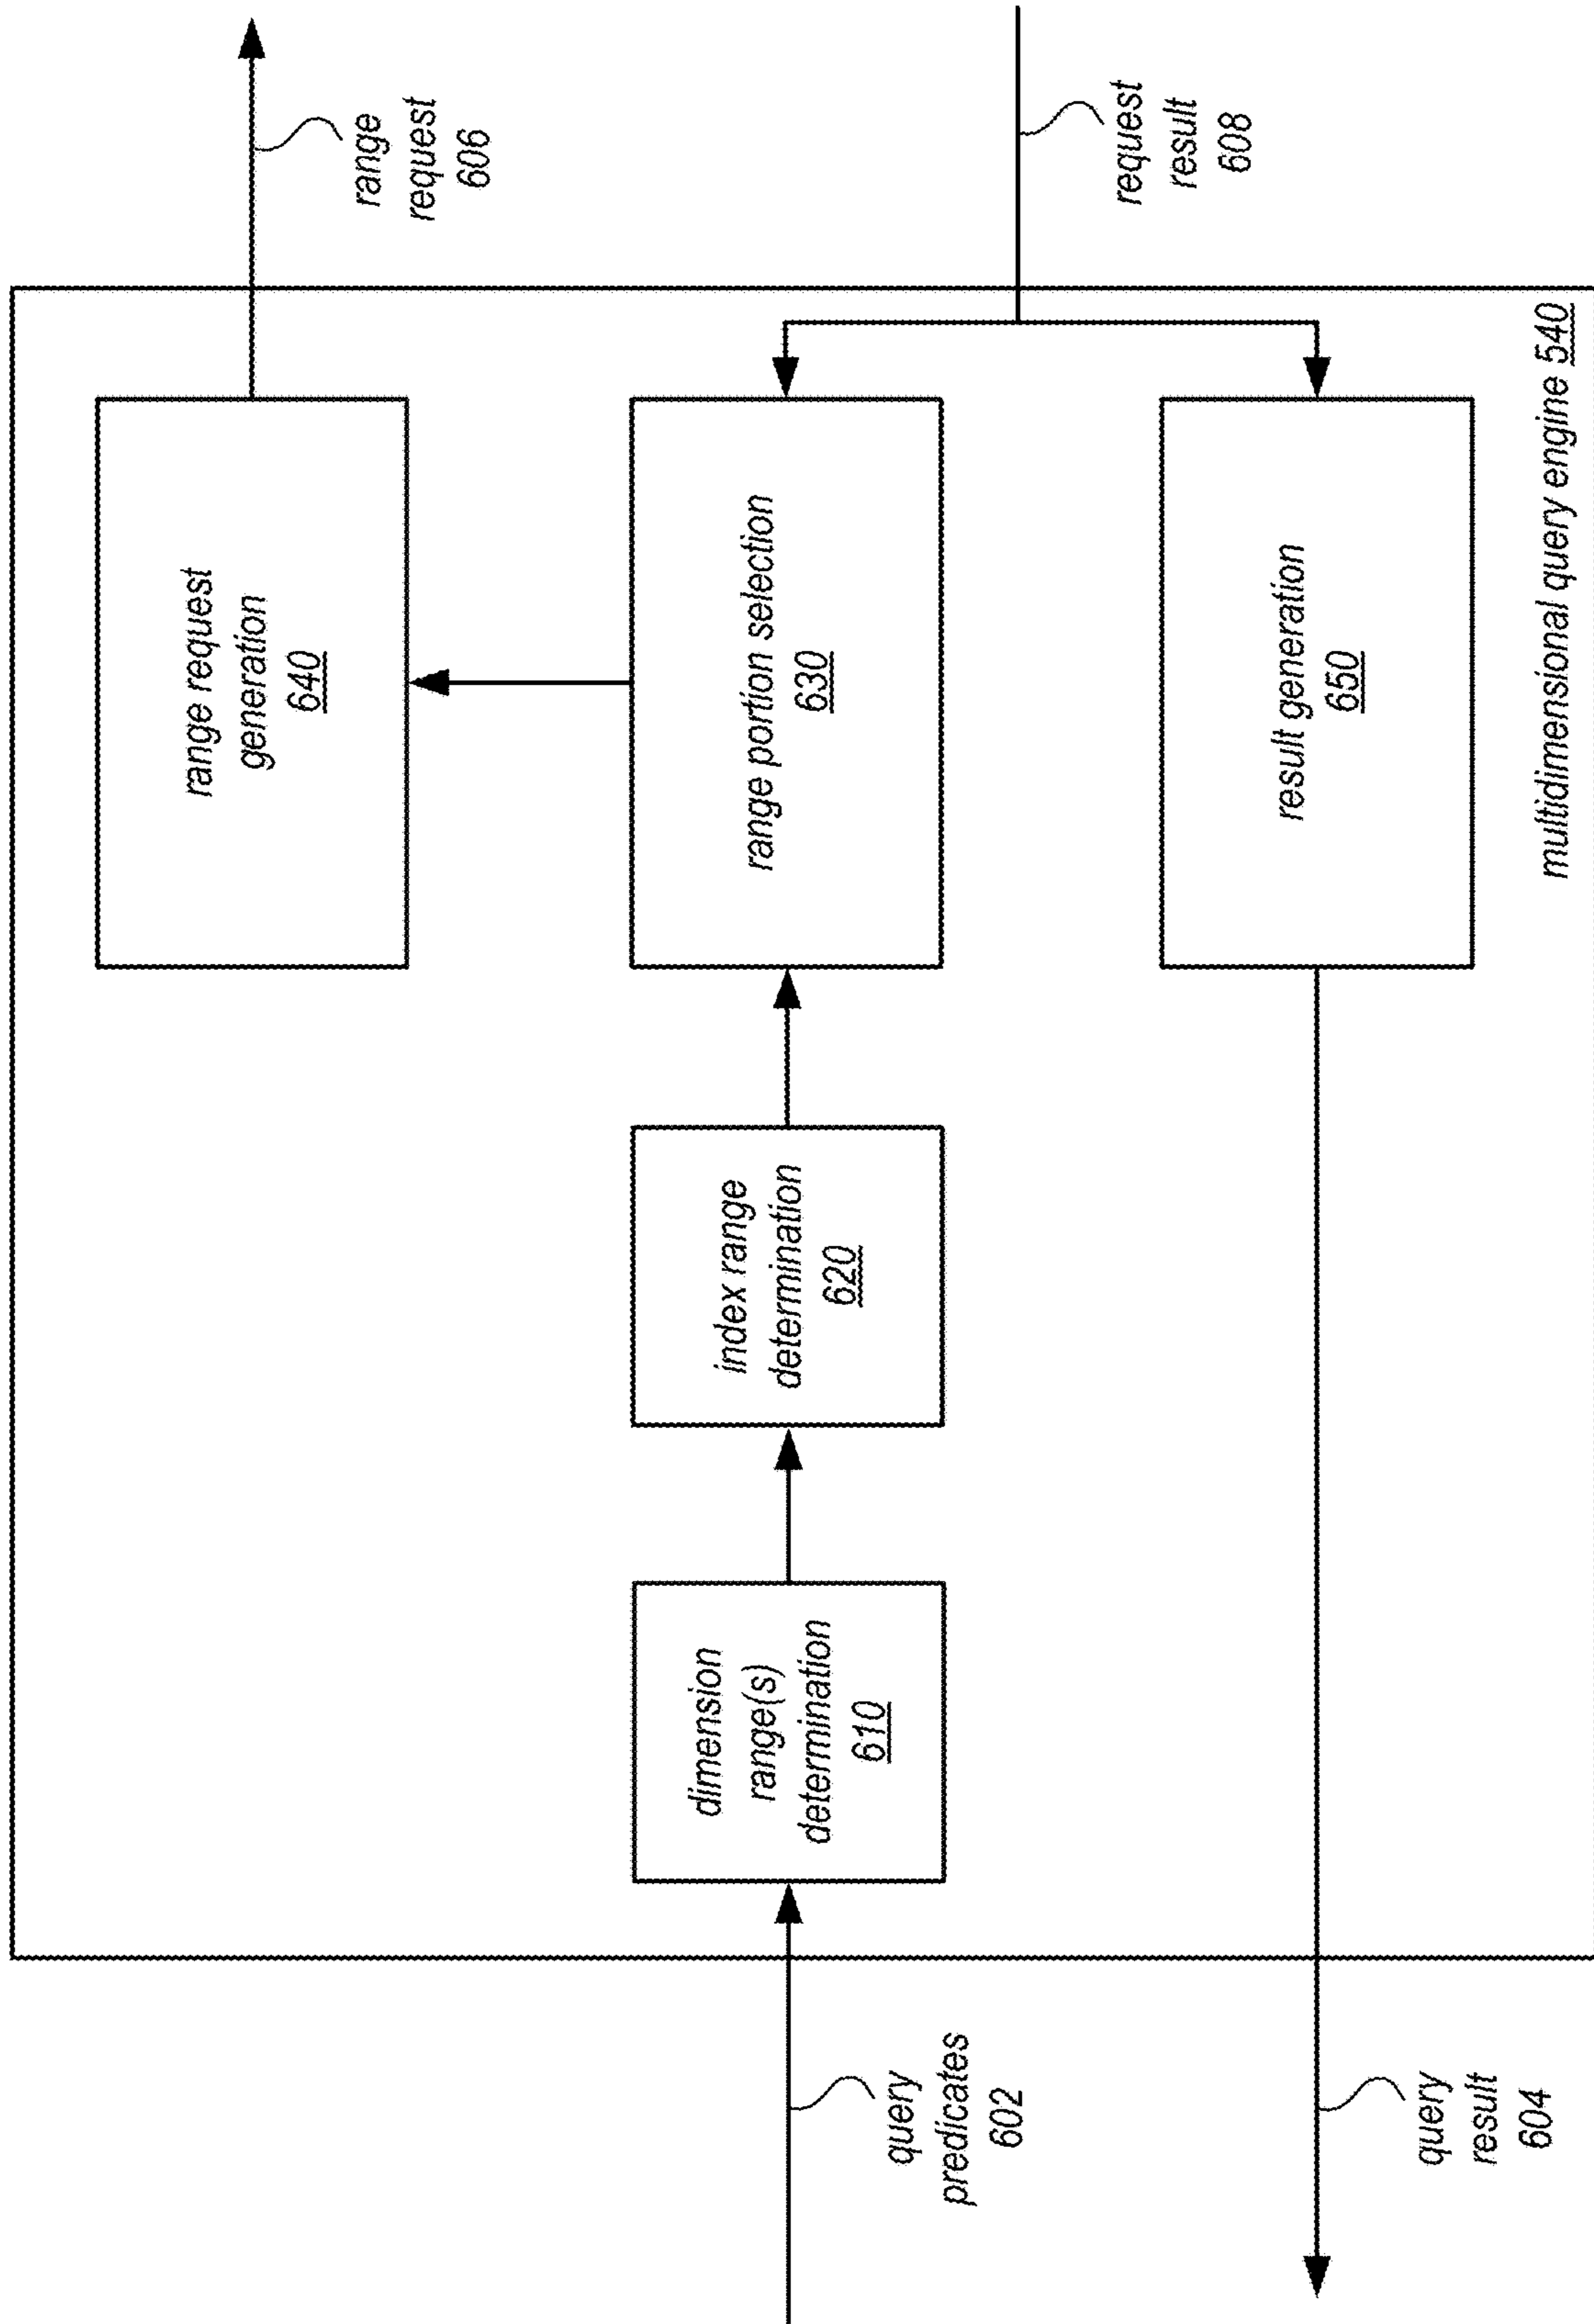 query
predicates
602
dimension
range(s)
determination
610
index range
determination
620
range portion selection
630
range request
generation
640
range
request
606
request
result
608
result generation
650
query
result
604
multidimensional query engine 540